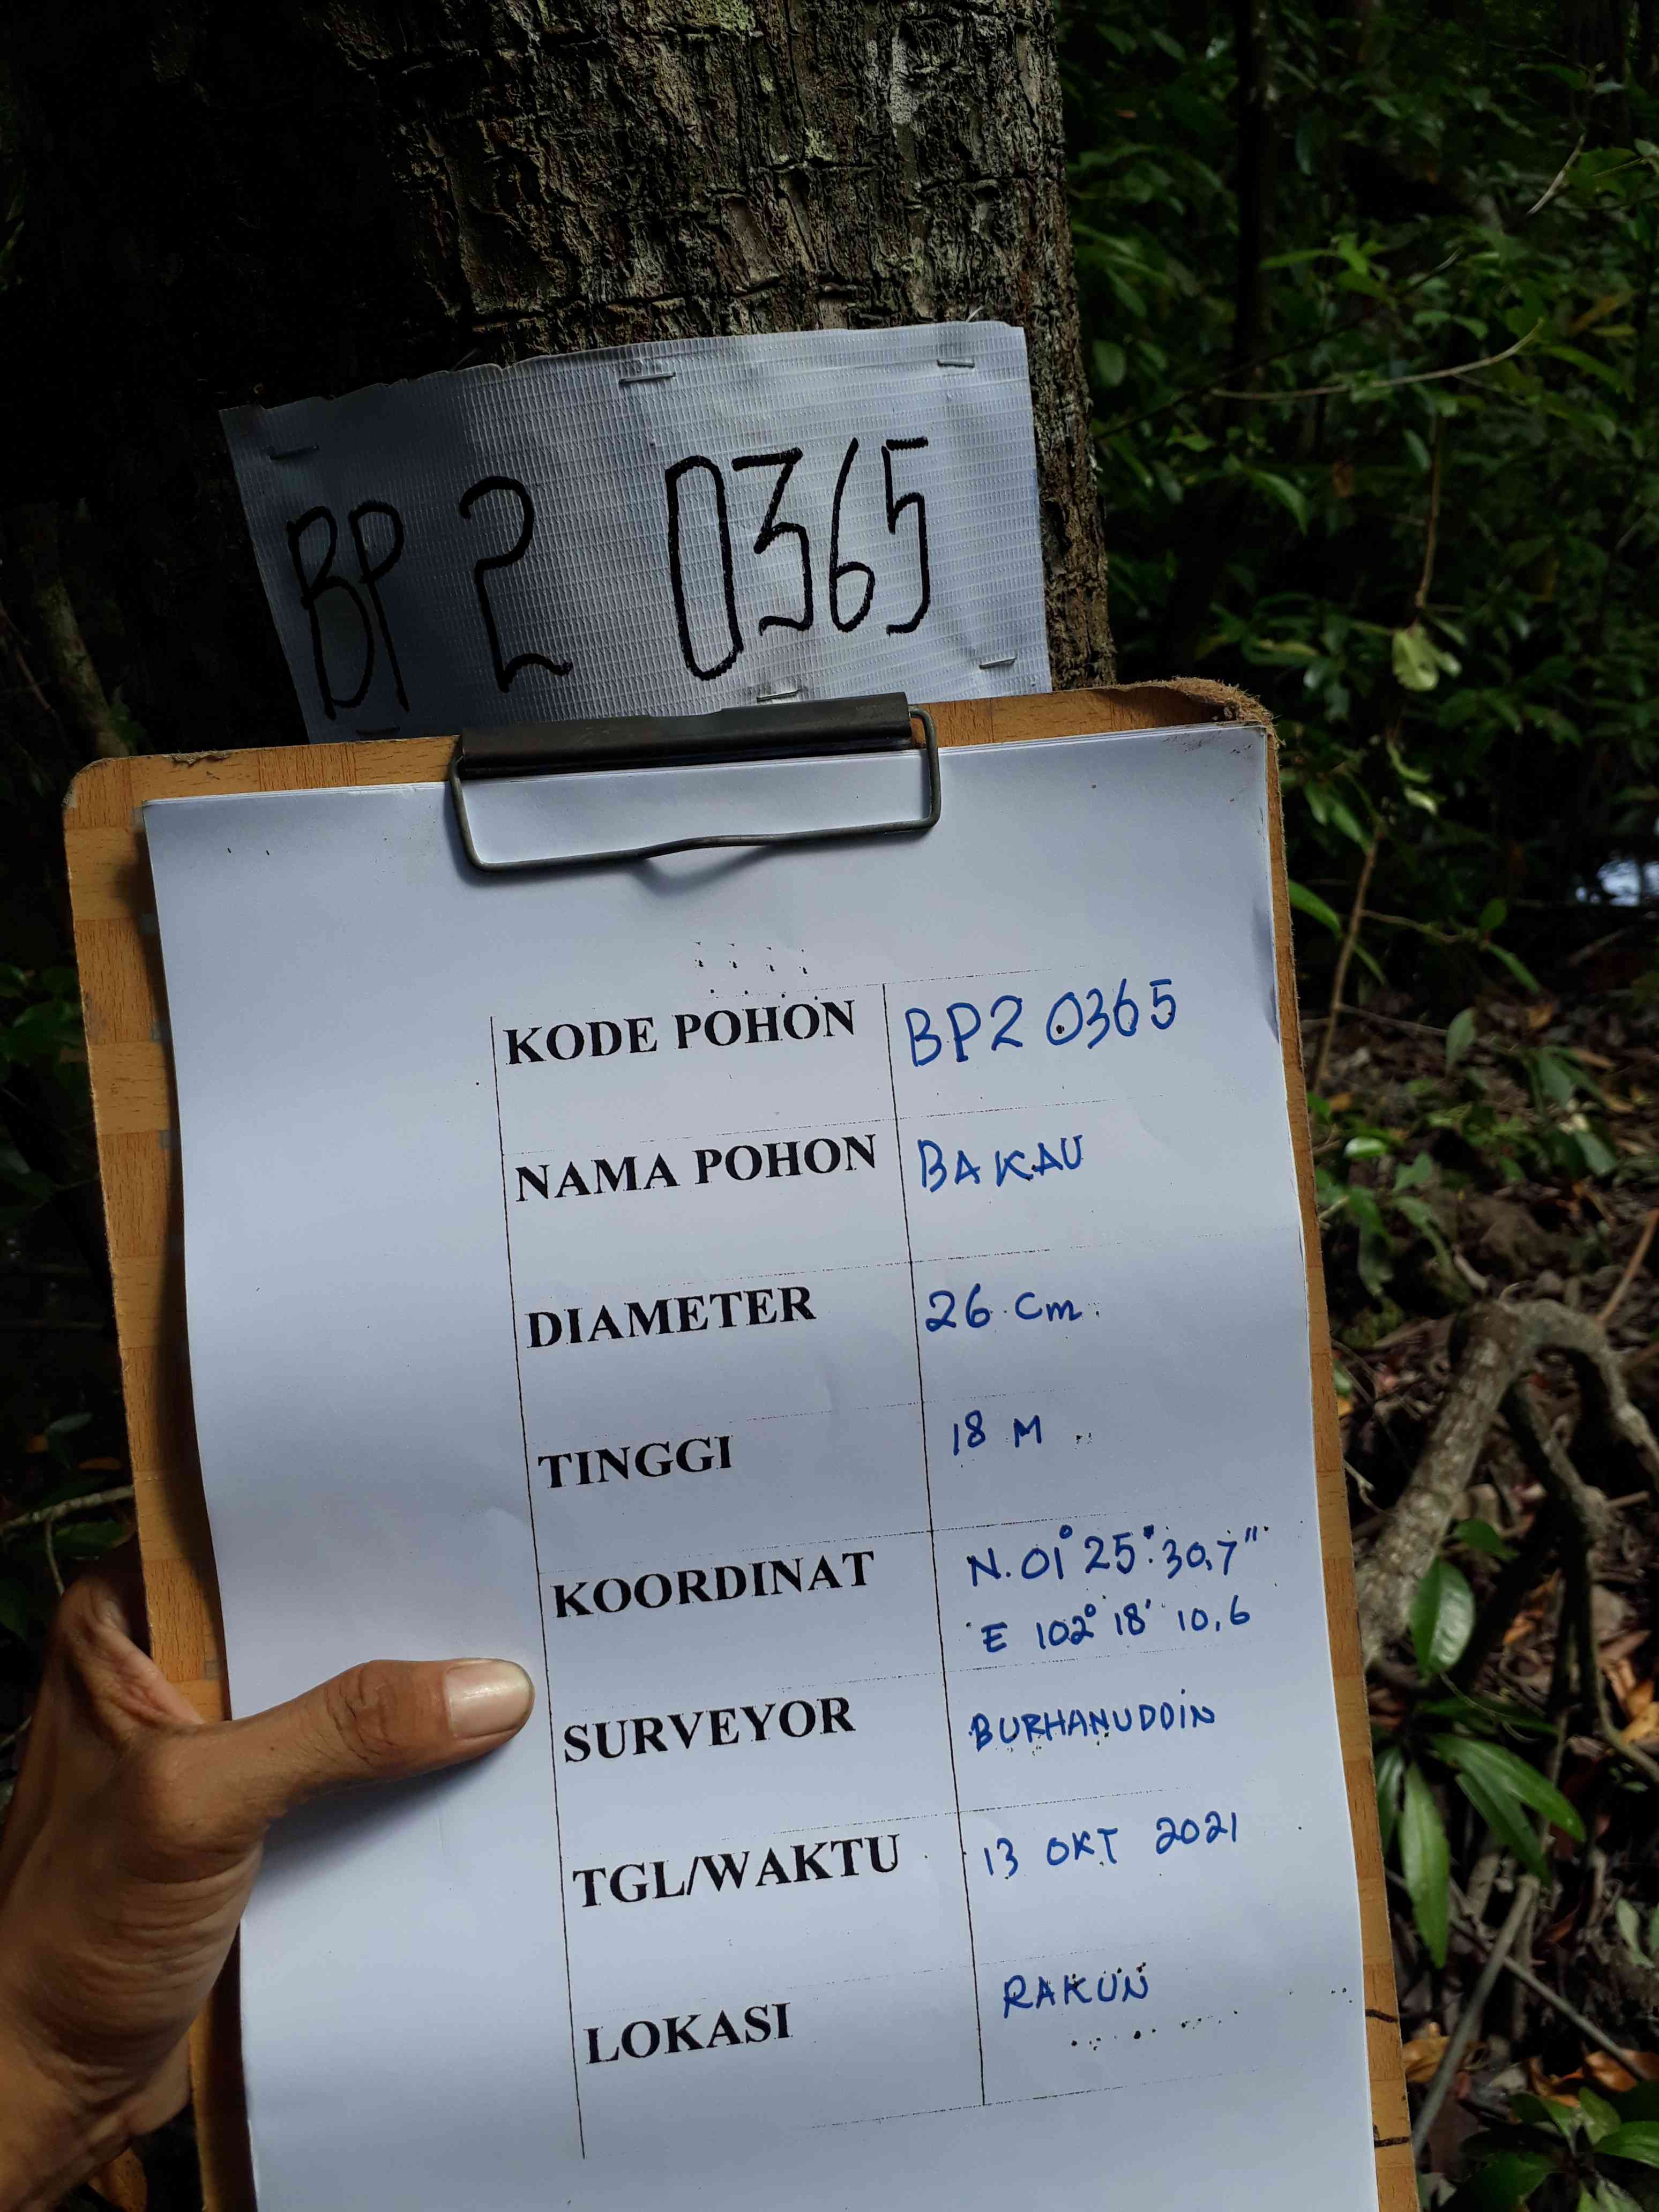 BP 2 0365
KODE POHON BP2 0365
NAMA POHON BAKAU
DIAMETER 26 Cm.
TINGGI 18 M
KOORDINAT N. 01° 25' 30,7"
E 102° 18' 10,6
SURVEYOR BURHANUDDIN
TGL/WAKTU 13 OKT 2021
LOKASI RAKUN